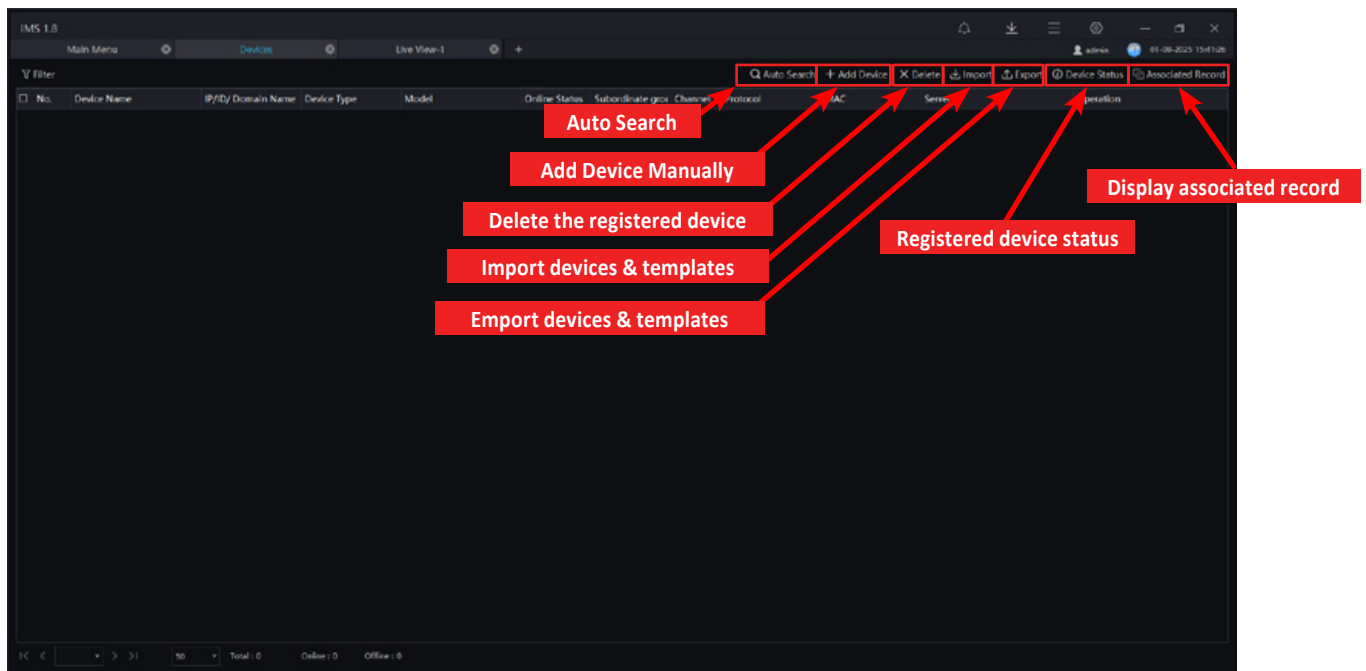 IMS 1.8
Main Menu Devices Live View-1 +
admin 01-08-2025 15:41:26
Filter Auto Search + Add Device Delete Import Export Device Status Associated Record
No. Device Name IP/ID/ Domain Name Device Type Model Online Status Subordinate grou Channel Protocol Operation
Auto Search
Add Device Manually
Display associated record
Delete the registered device
Registered device status
Import devices & templates
Emport devices & templates
50 Total : 0 Online : 0 Offline : 0